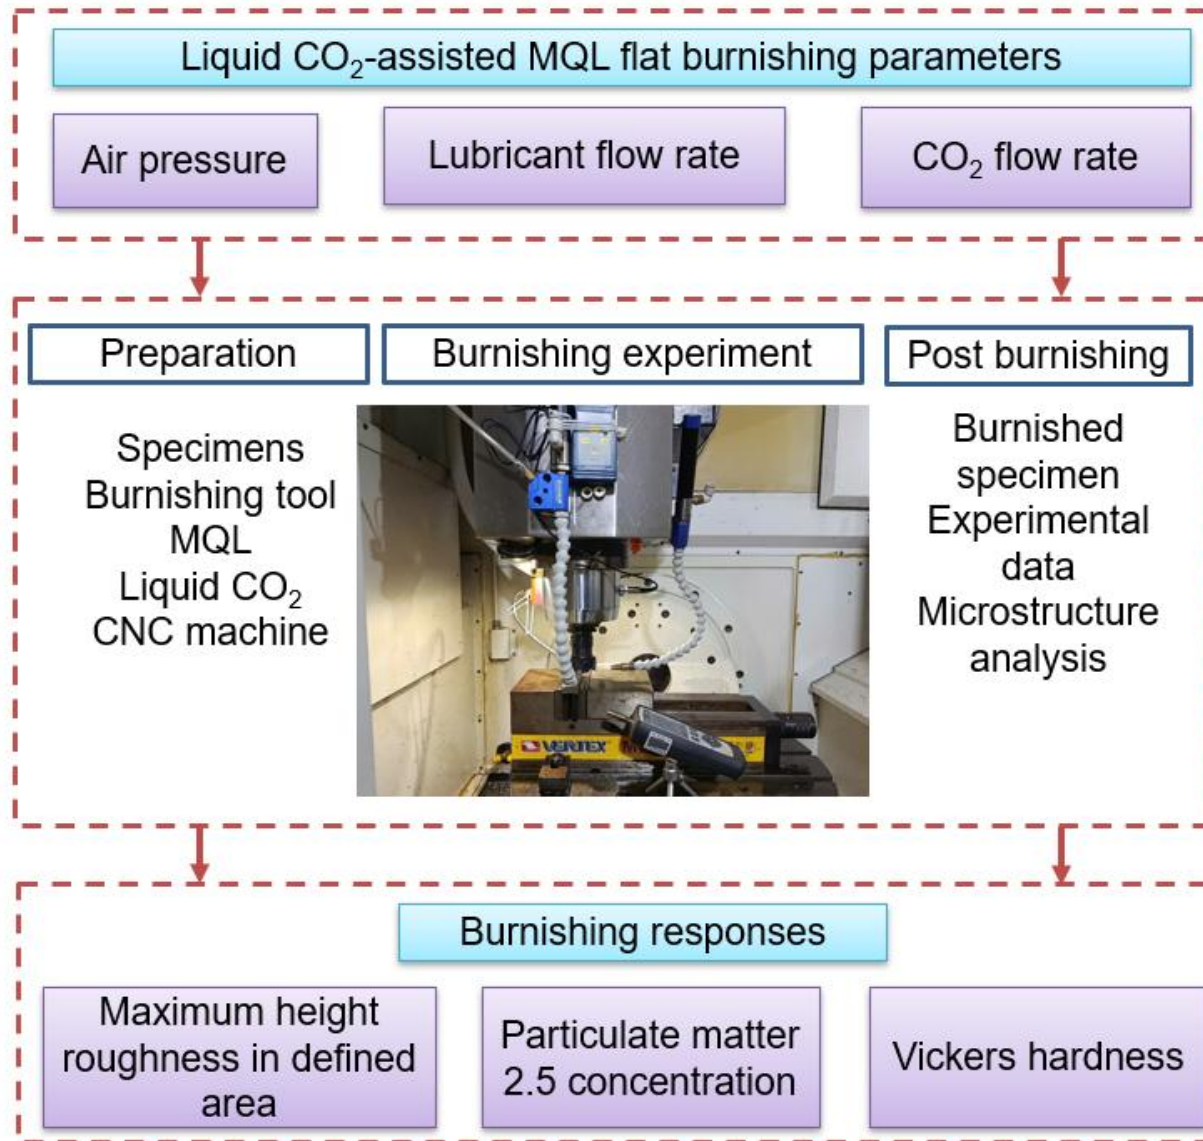 Liquid CO₂-assisted MQL flat burnishing parameters
Air pressure
Lubricant flow rate
CO₂ flow rate
Preparation
Burnishing experiment
Post burnishing
Specimens
Burnishing tool
MQL
Liquid CO₂
CNC machine
VERTEX
Burnished
specimen
Experimental
data
Microstructure
analysis
Burnishing responses
Maximum height
roughness in defined
area
Particulate matter
2.5 concentration
Vickers hardness